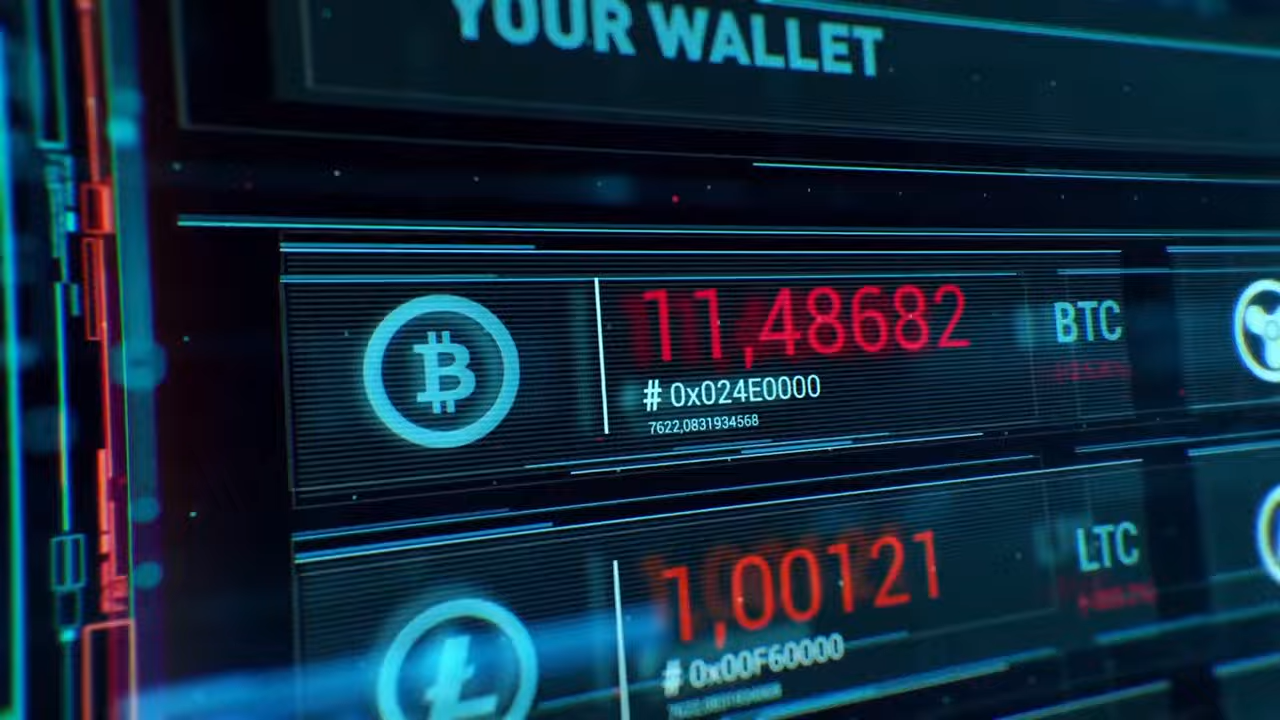 YOUR WALLET
11,48682
BTC
# 0x024E0000
7622,0831934568
1,00121
LTC
# 0x00F60000